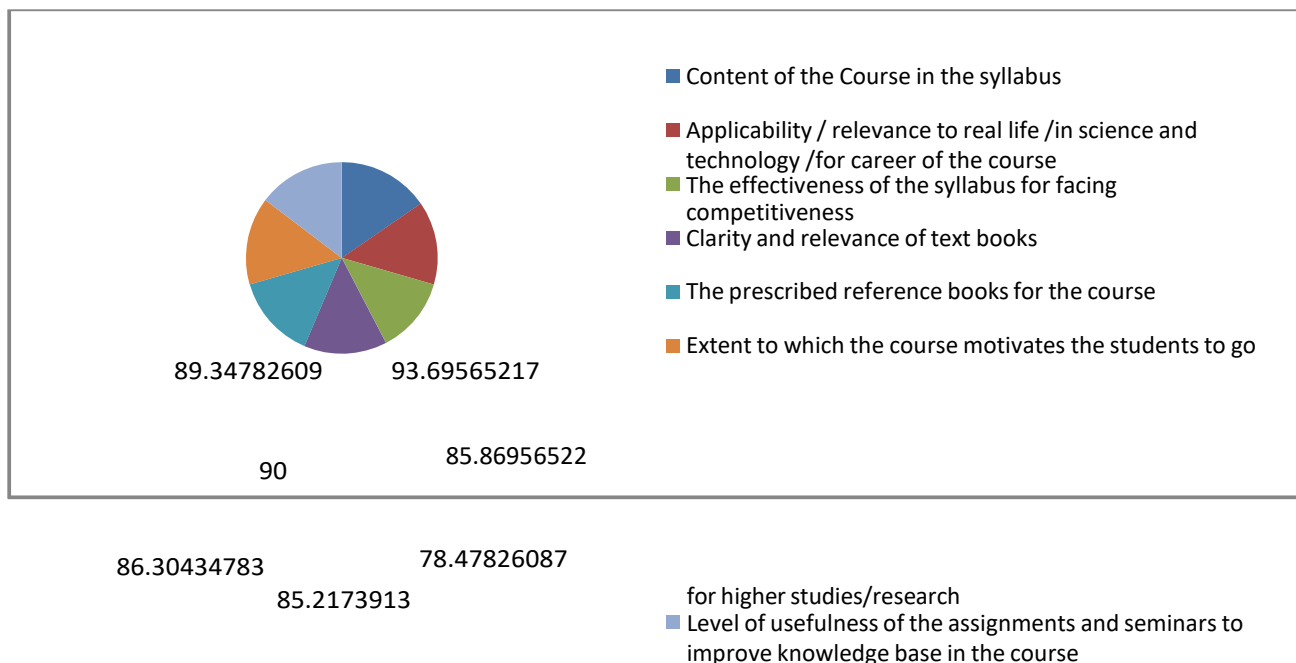 Content of the Course in the syllabus
Applicability / relevance to real life /in science and
technology /for career of the course
The effectiveness of the syllabus for facing
competitiveness
Clarity and relevance of text books
The prescribed reference books for the course
Extent to which the course motivates the students to go
89.34782609
93.69565217
85.86956522
90
78.47826087
86.30434783
85.2173913
for higher studies/research
Level of usefulness of the assignments and seminars to
improve knowledge base in the course